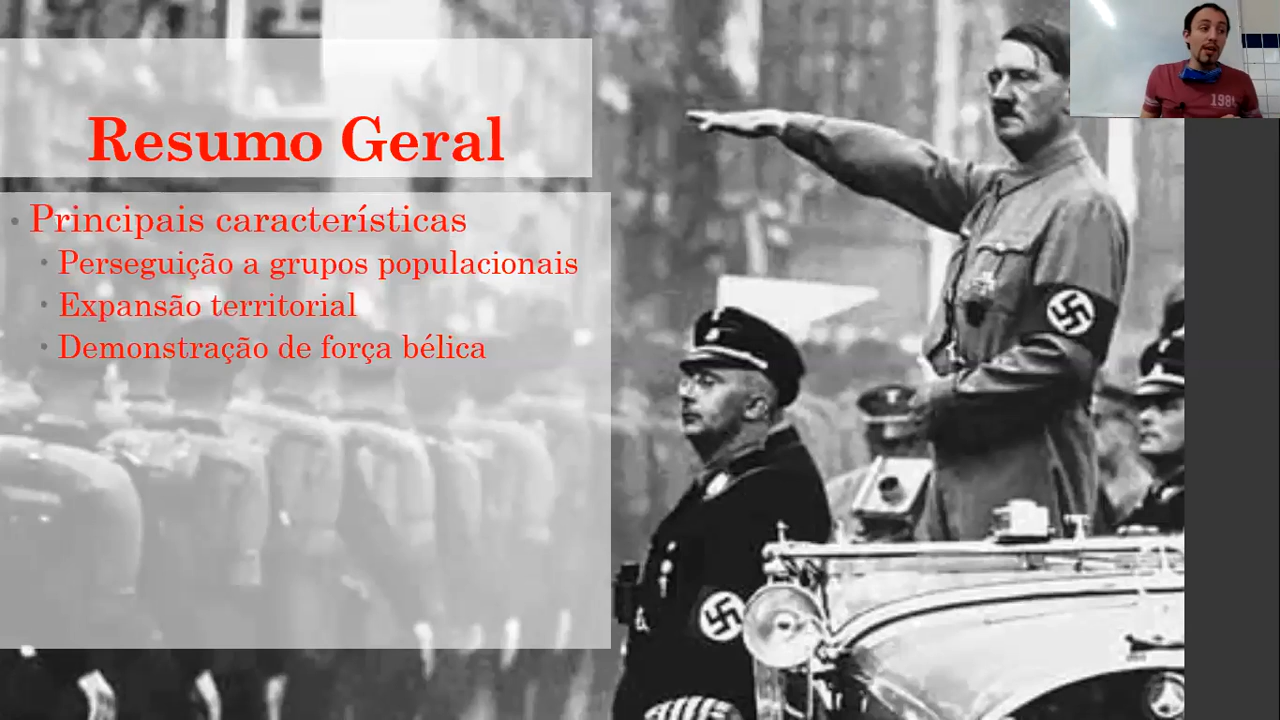 Resumo Geral
Principais características
Perseguição a grupos populacionais
Expansão territorial
Demonstração de força bélica